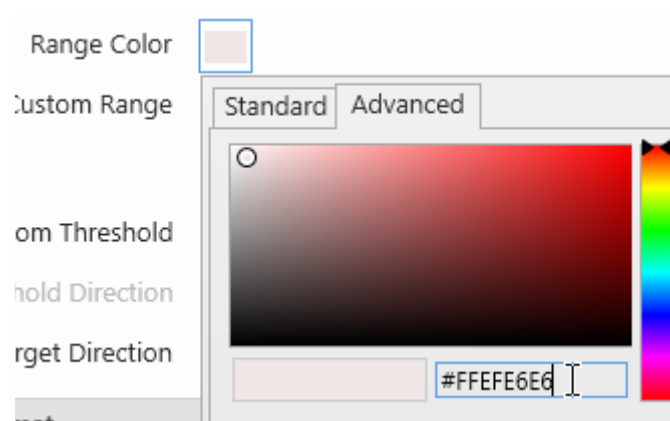 Range Color
Custom Range
Standard
Advanced
om Threshold
hold Direction
rget Direction
#FFEFE6E6